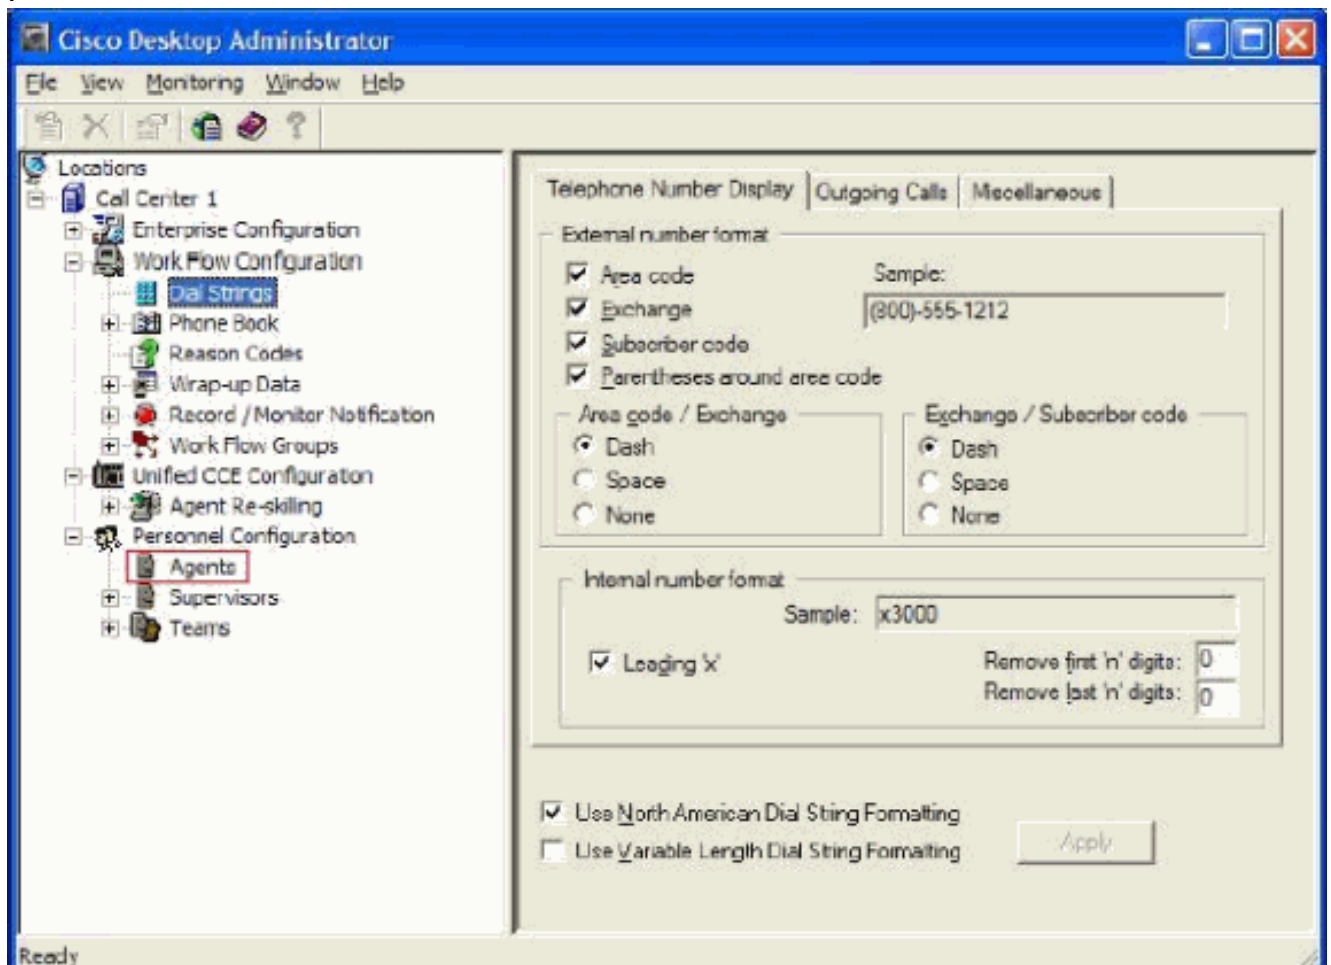 Cisco Desktop Administrator
File View Monitoring Window Help
Locations
Call Center 1
Enterprise Configuration
Work Flow Configuration
Dial Strings
Phone Book
Reason Codes
Wrap-up Data
Record / Monitor Notification
Work Flow Groups
Unified CCE Configuration
Agent Re-skilling
Personnel Configuration
Agents
Supervisors
Teams
Telephone Number Display Outgoing Calls Miscellaneous
External number format
Area code Sample:
Exchange (800)-555-1212
Subscriber code
Parentheses around area code
Area code / Exchange Exchange / Subscriber code
Dash Dash
Space Space
None None
Internal number format
Sample: x3000
Leading 'x' Remove first 'n' digits: 0
Remove last 'n' digits: 0
Use North American Dial String Formatting
Use Variable Length Dial String Formatting Apply
Ready